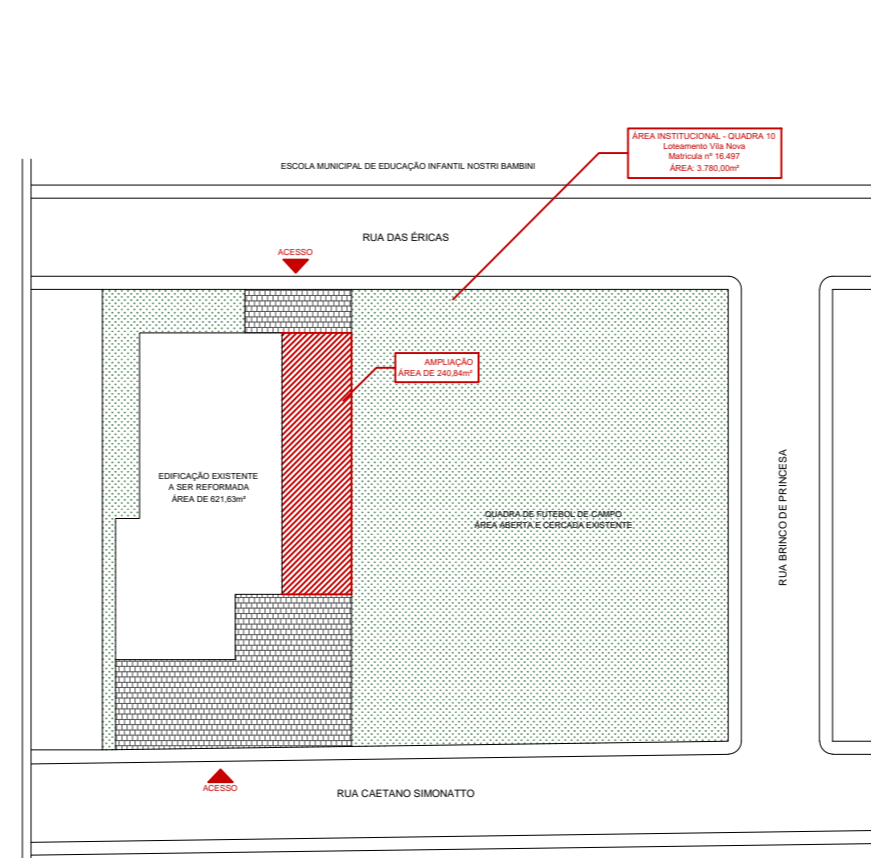 ÁREA INSTITUCIONAL - QUADRA 10
Loteamento Vila Nova
Matricula nº 16.497
ÁREA: 3.780,00m²
ESCOLA MUNICIPAL DE EDUCAÇÃO INFANTIL NOSTRI BAMBINI
RUA DAS ÉRICAS
ACESSO
AMPLIAÇÃO
ÁREA DE 240,84m²
EDIFICAÇÃO EXISTENTE
A SER REFORMADA
ÁREA DE 621,63m²
QUADRA DE FUTEBOL DE CAMPO
ÁREA ABERTA E CERCADA EXISTENTE
RUA BRINCO DE PRINCESA
ACESSO
RUA CAETANO SIMONATTO